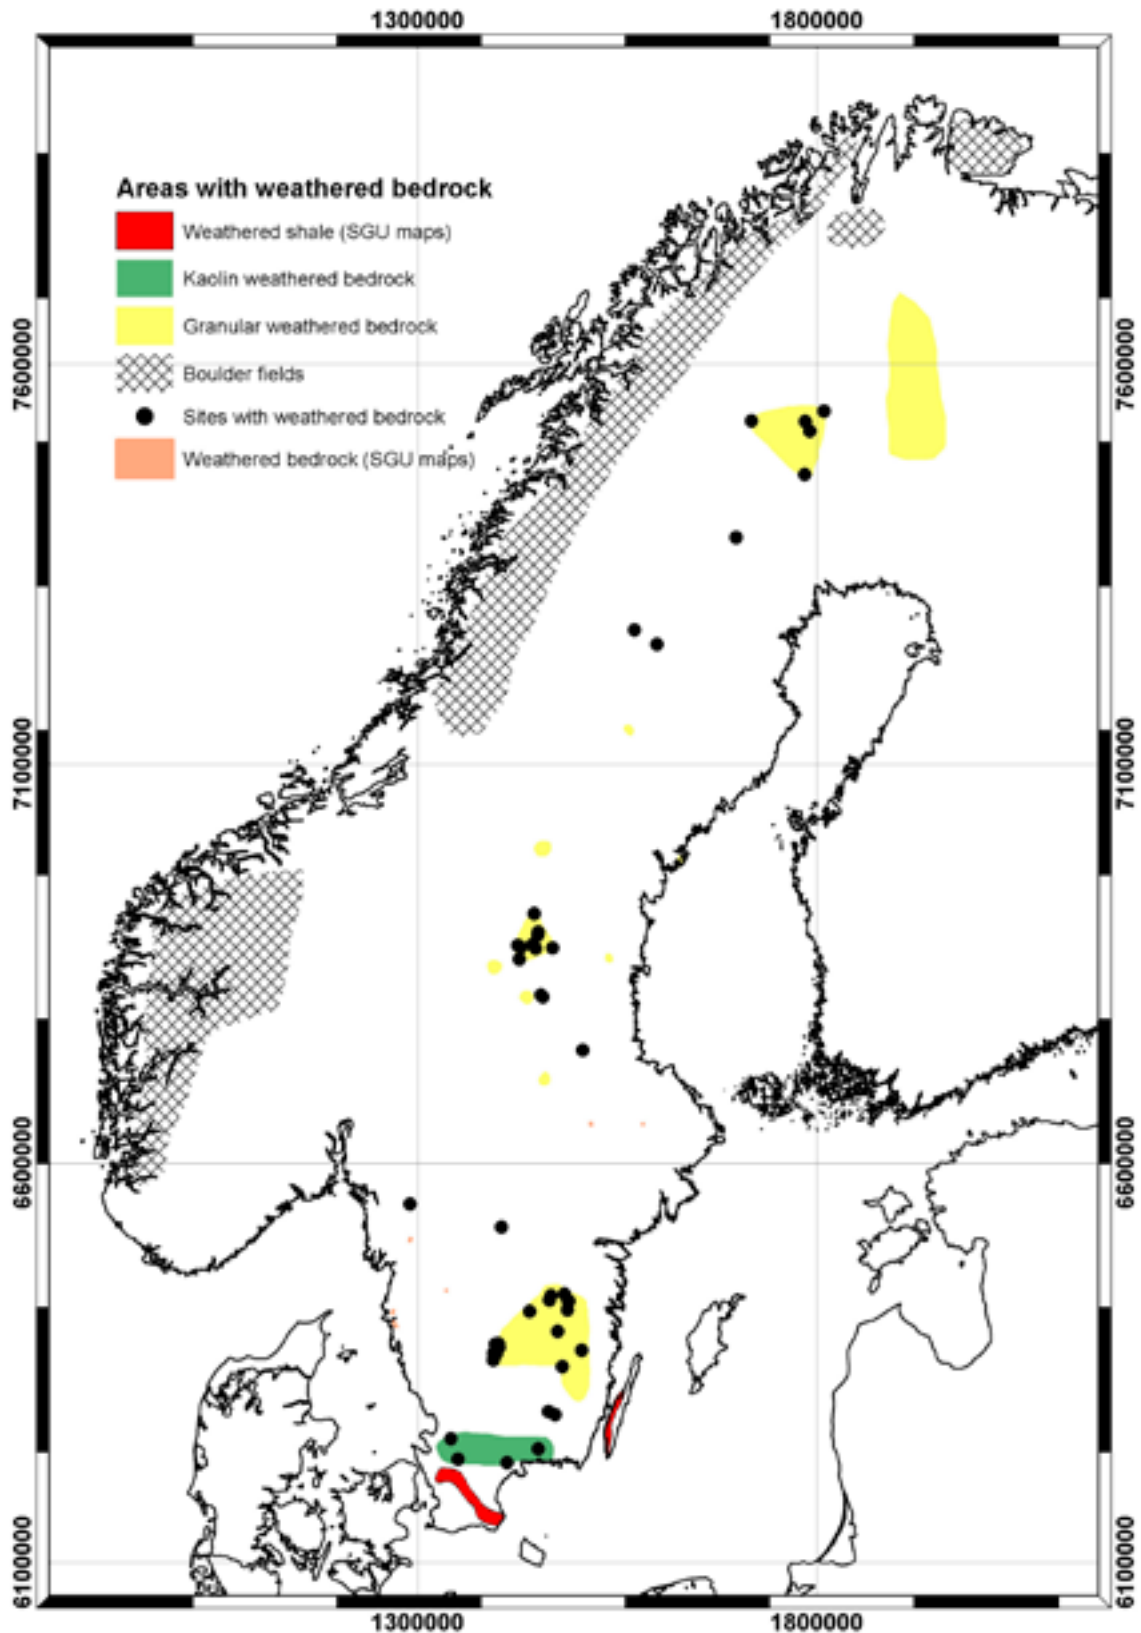 1300000 1800000
Areas with weathered bedrock
Weathered shale (SGU maps)
Kaolin weathered bedrock
Granular weathered bedrock
Boulder fields
Sites with weathered bedrock
Weathered bedrock (SGU maps)
7600000 7600000
7100000 7100000
6600000 6600000
6100000 6100000
1300000 1800000